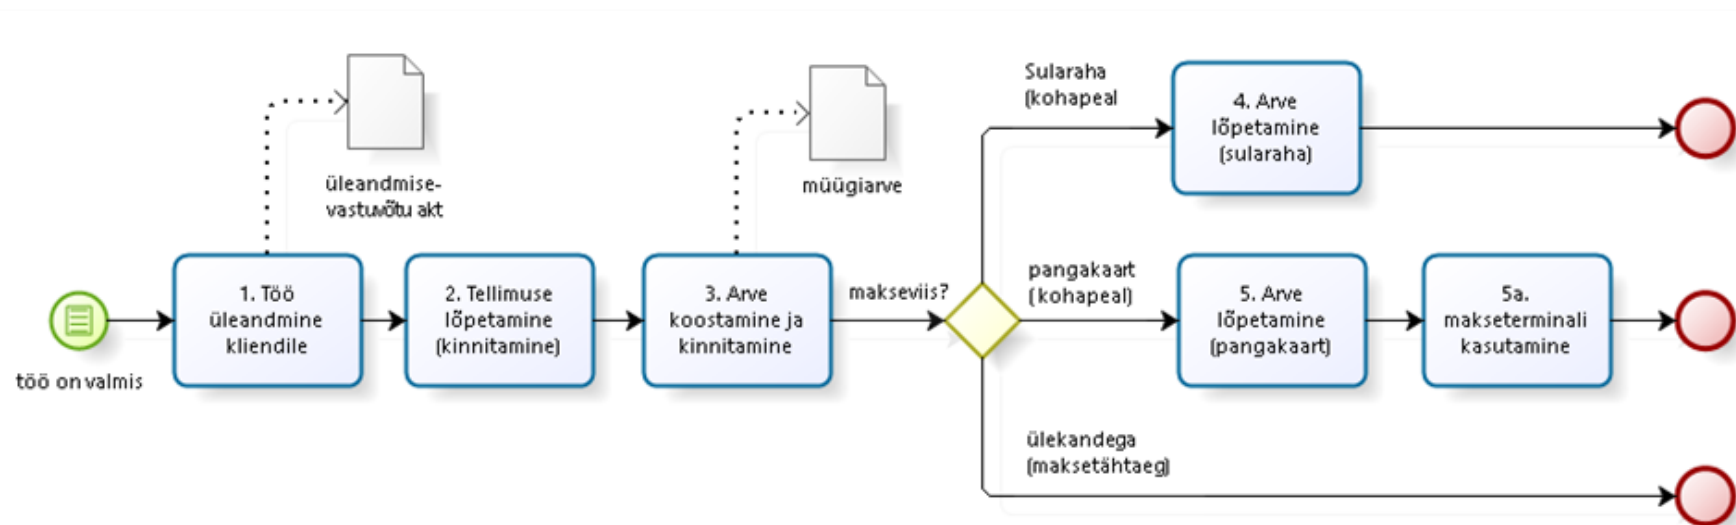 töö on valmis
1. Töö
üleandmine
kliendile
üleandmise-
vastuvõtu akt
2. Tellimuse
lõpetamine
(kinnitamine)
3. Arve
koostamine ja
kinnitamine
müügiarve
makseviis?
Sularaha
(kohapeal
4. Arve
lõpetamine
(sularaha)
pangakaart
(kohapeal)
5. Arve
lõpetamine
(pangakaart)
5a.
makseterminali
kasutamine
ülekandega
(maksetähtaeg)